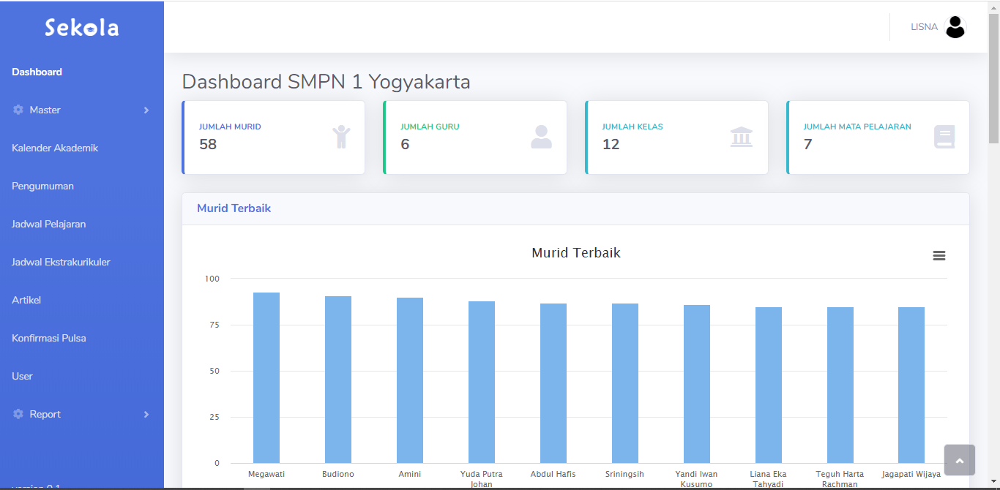 Sekola
LISNA
Dashboard
Master
Kalender Akademik
Pengumuman
Jadwal Pelajaran
Jadwal Ekstrakurikuler
Artikel
Konfirmasi Pulsa
User
Report
version 0.1
Dashboard SMPN 1 Yogyakarta
JUMLAH MURID
58
JUMLAH GURU
6
JUMLAH KELAS
12
JUMLAH MATA PELAJARAN
7
Murid Terbaik
Murid Terbaik
100
75
50
25
0
Megawati
Budiono
Amini
Yuda Putra
Johan
Abdul Hafis
Sriningsih
Yandi Iwan
Kusumo
Liana Eka
Tahyadi
Teguh Harta
Rachman
Jagapati Wijaya